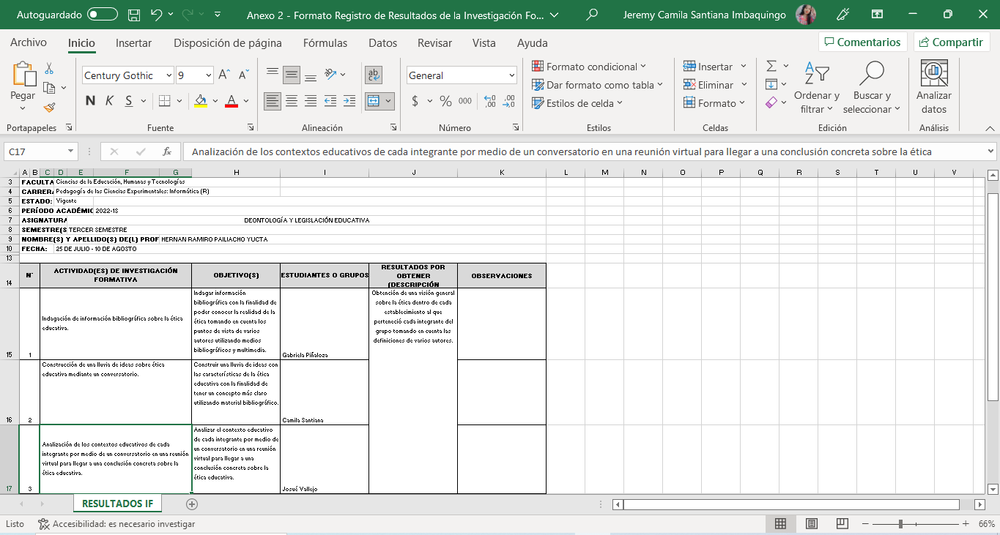 Autoguardado
Anexo 2 - Formato Registro de Resultados de la Investigación Fo...
Jeremy Camila Santiana Imbaquingo
Archivo Inicio Insertar Disposición de página Fórmulas Datos Revisar Vista Ayuda
Comentarios Compartir
Pegar
Century Gothic 9
N K S
ab
General
$ % 000
Formato condicional
Dar formato como tabla
Estilos de celda
Insertar
Eliminar
Formato
Ordenar y filtrar
Buscar y seleccionar
Analizar datos
Portapapeles Fuente Alineación Número Estilos Celdas Edición Análisis
C17
fx
Analización de los contextos educativos de cada integrante por medio de un conversatorio en una reunión virtual para llegar a una conclusión concreta sobre la ética
A B C D E F G H I J K L M N O P Q R S T U V
3 FACULTA Ciencias de la Educación, Humanas y Tecnologías
4 CARRERA Pedagogía de las Ciencias Experimentales: Informática (R)
5 ESTADO: Vigente
6 PERÍODO ACADÉMIC 2022-1S
7 ASIGNATURA DEONTOLOGÍA Y LEGISLACIÓN EDUCATIVA
8 SEMESTRE(S TERCER SEMESTRE
9 NOMBRE(S) Y APELLIDO(S) DE(L) PROF HERNAN RAMIRO PAILIACHO YUCTA
10 FECHA: 25 DE JULIO - 10 DE AGOSTO
13
14
N°
ACTIVIDAD(ES) DE INVESTIGACIÓN
FORMATIVA
OBJETIVO(S)
ESTUDIANTES O GRUPOS
RESULTADOS POR
OBTENER
(DESCRIPCIÓN
OBSERVACIONES
15
1
Indagación de información bibliográfica sobre la ética
educativa.
Indagar información
bibliográfica con la finalidad de
poder conocer la realidad de la
ética tomando en cuenta los
puntos de vista de varios
autores utilizando medios
bibliográficos y multimedia.
Gabriela Piñaloza
Obtención de una visión general
sobre la ética dentro de cada
establecimiento al que
perteneció cada integrante del
grupo tomando en cuenta las
definiciones de varios autores.
16
2
Construcción de una lluvia de ideas sobre ética
educativa mediante un conversatorio.
Construir una lluvia de ideas con
las características de la ética
educativa con la finalidad de
tener un concepto más claro
utilizando material bibliográfico.
Camila Santiana
17
3
Analización de los contextos educativos de cada
integrante por medio de un conversatorio en una reunión
virtual para llegar a una conclusión concreta sobre la
ética educativa.
Analizar el contexto educativo
de cada integrante por medio de
un conversatorio en una reunión
virtual para llegar a una
conclusión concreta sobre la
ética educativa.
Josué Vallejo
RESULTADOS IF
Listo
Accesibilidad: es necesario investigar
66%